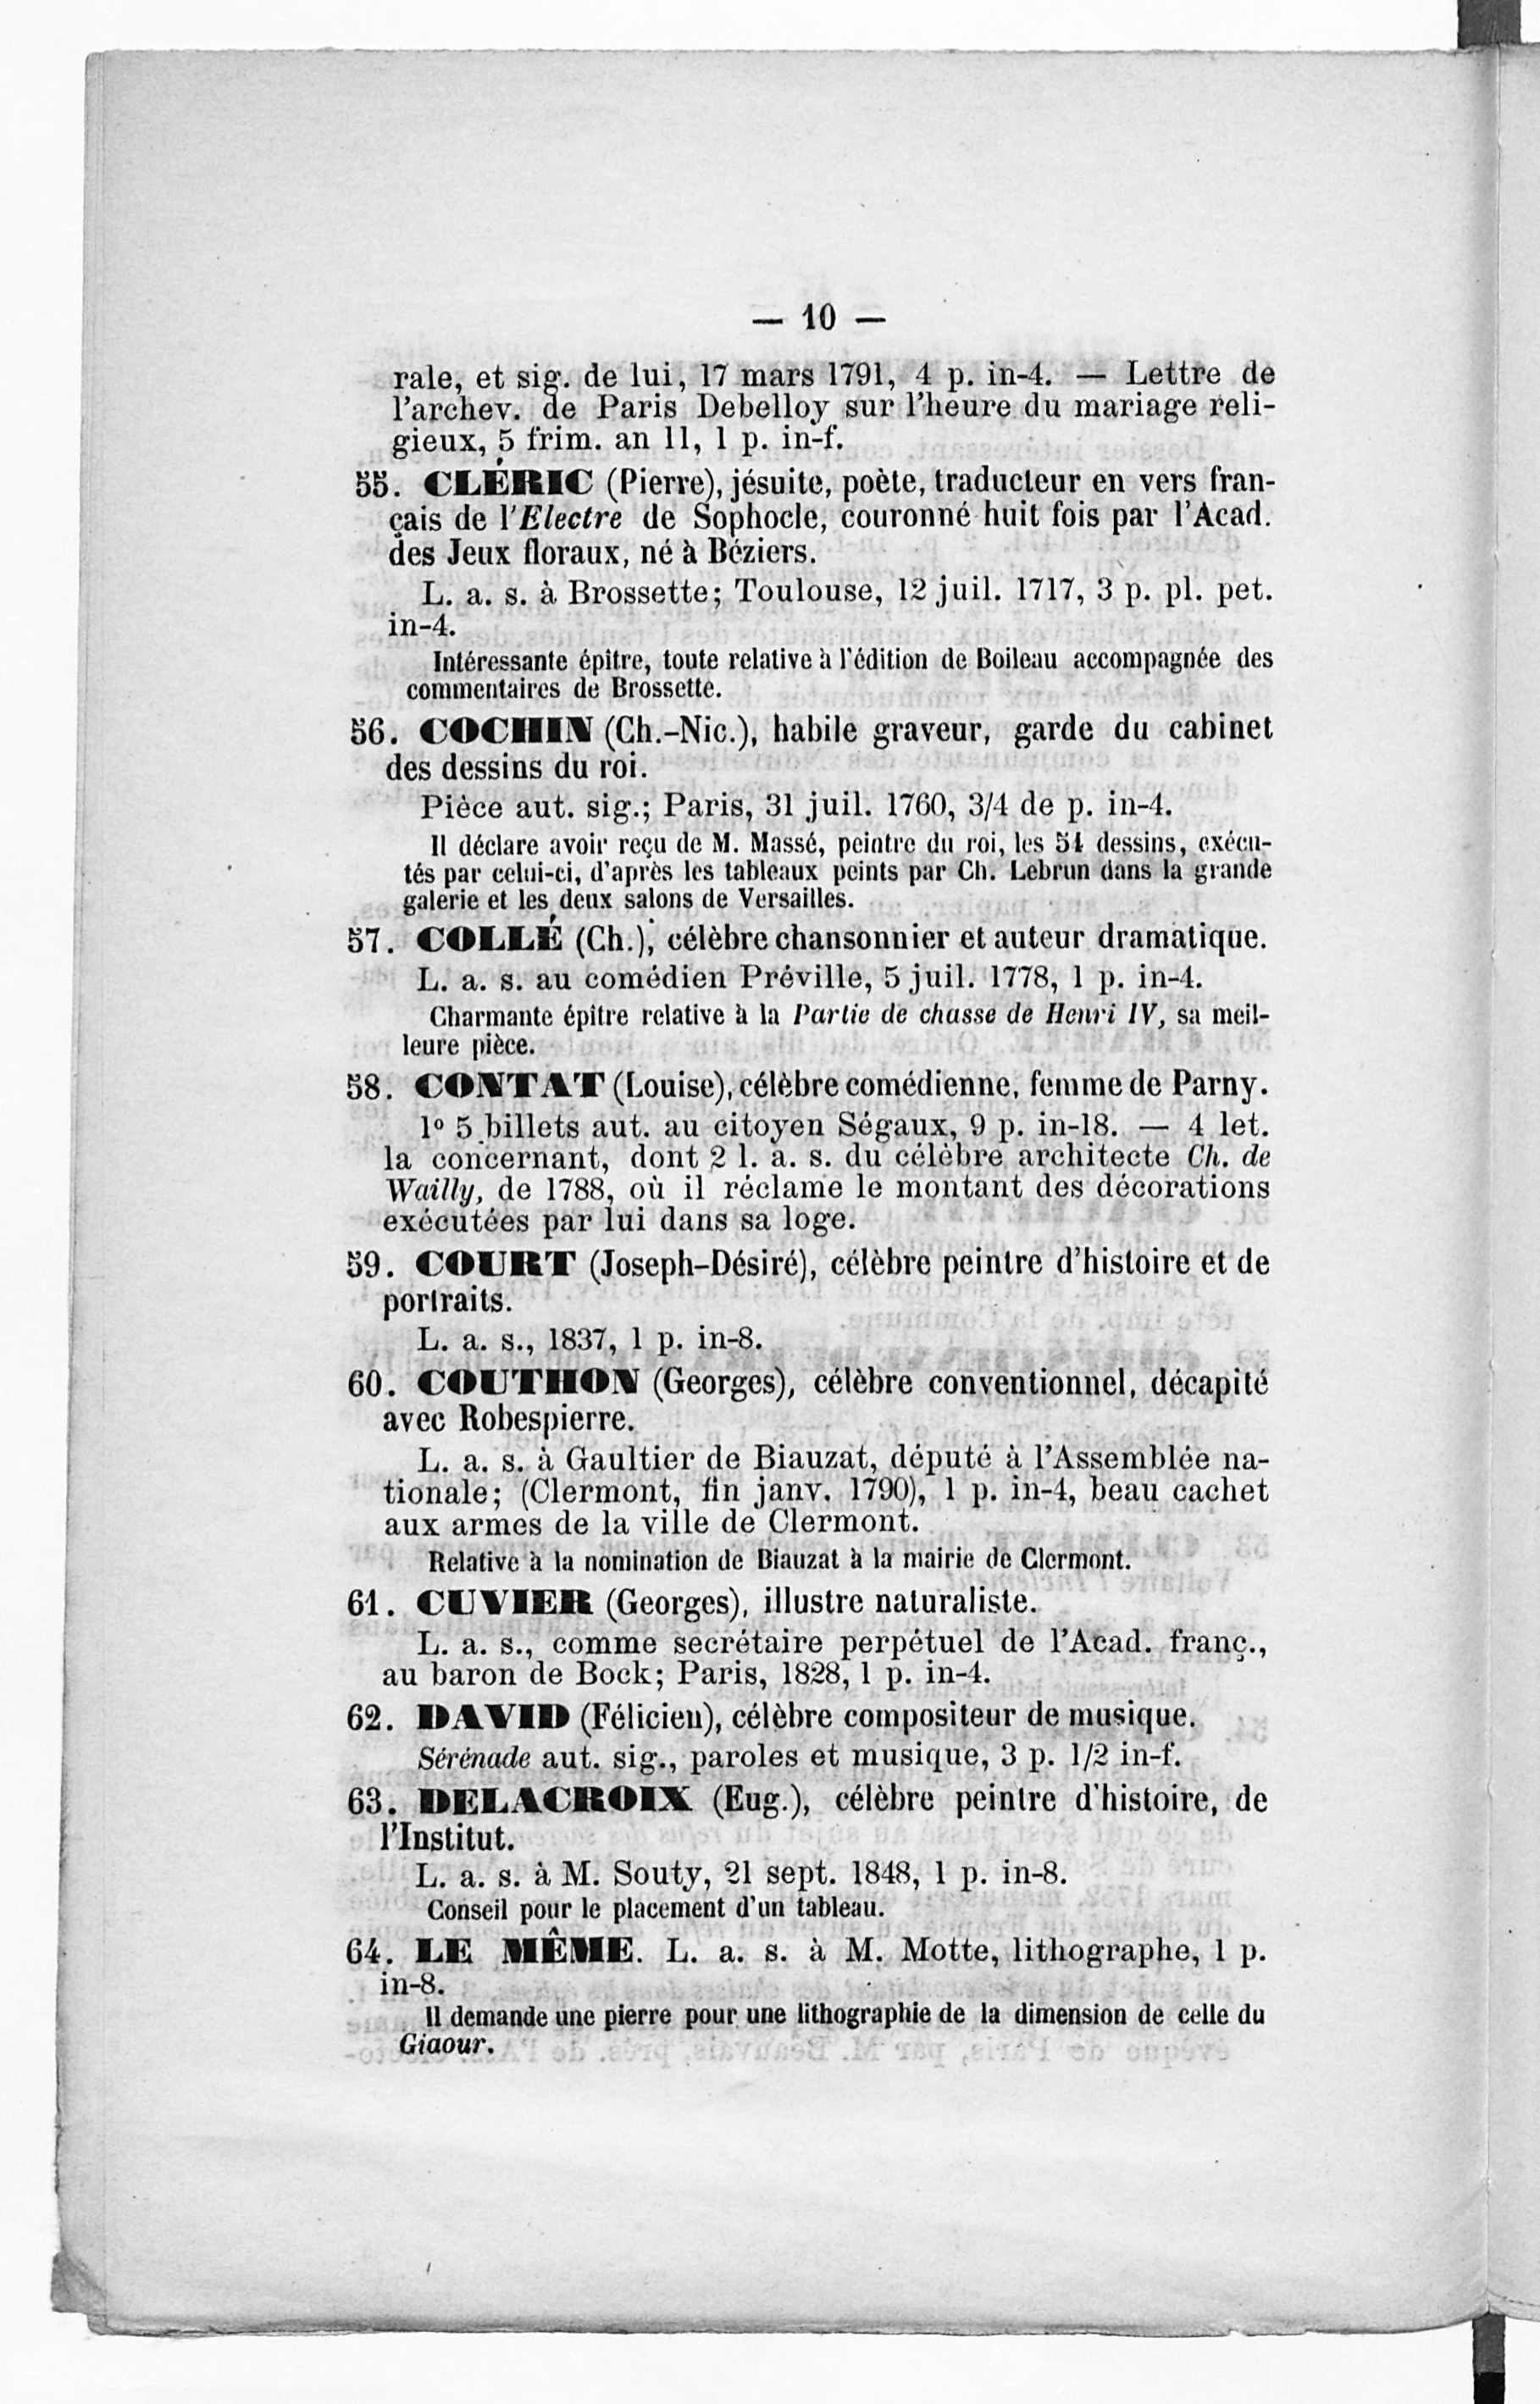 — 10 —
rale, et sig. de lui, 17 mars 1791, 4 p. in-4. — Lettre de
l'archev. de Paris Debelloy sur l'heure du mariage reli-
gieux, 5 frim. an 11, 1 p. in-f.
55. CLÉRIC (Pierre), jésuite, poète, traducteur en vers fran-
çais de l'Electre de Sophocle, couronné huit fois par l'Acad.
des Jeux floraux, né à Béziers.
L. a. s. à Brossette; Toulouse, 12 juil. 1717, 3 p. pl. pet.
in-4.
Intéressante épître, toute relative à l'édition de Boileau accompagnée des
commentaires de Brossette.
56. COCHIN (Ch.-Nic.), habile graveur, garde du cabinet
des dessins du roi.
Pièce aut. sig.; Paris, 31 juil. 1760, 3/4 de p. in-4.
Il déclare avoir reçu de M. Massé, peintre du roi, les 54 dessins, exécu-
tés par celui-ci, d'après les tableaux peints par Ch. Lebrun dans la grande
galerie et les deux salons de Versailles.
57. COLLÉ (Ch.), célèbre chansonnier et auteur dramatique.
L. a. s. au comédien Préville, 5 juil. 1778, 1 p. in-4.
Charmante épître relative à la Partie de chasse de Henri IV, sa meil-
leure pièce.
58. CONTAT (Louise), célèbre comédienne, femme de Parny.
1º 5 billets aut. au citoyen Ségaux, 9 p. in-18. — 4 let.
la concernant, dont 2 l. a. s. du célèbre architecte Ch. de
Wailly, de 1788, où il réclame le montant des décorations
exécutées par lui dans sa loge.
59. COURT (Joseph-Désiré), célèbre peintre d'histoire et de
portraits.
L. a. s., 1837, 1 p. in-8.
60. COUTHON (Georges), célèbre conventionnel, décapité
avec Robespierre.
L. a. s. à Gaultier de Biauzat, député à l'Assemblée na-
tionale; (Clermont, fin janv. 1790), 1 p. in-4, beau cachet
aux armes de la ville de Clermont.
Relative à la nomination de Biauzat à la mairie de Clermont.
61. CUVIER (Georges), illustre naturaliste.
L. a. s., comme secrétaire perpétuel de l'Acad. franç.,
au baron de Bock; Paris, 1828, 1 p. in-4.
62. DAVID (Félicien), célèbre compositeur de musique.
Sérénade aut. sig., paroles et musique, 3 p. 1/2 in-f.
63. DELACROIX (Eug.), célèbre peintre d'histoire, de
l'Institut.
L. a. s. à M. Souty, 21 sept. 1848, 1 p. in-8.
Conseil pour le placement d'un tableau.
64. LE MÊME. L. a. s. à M. Motte, lithographe, 1 p.
in-8.
Il demande une pierre pour une lithographie de la dimension de celle du
Giaour.